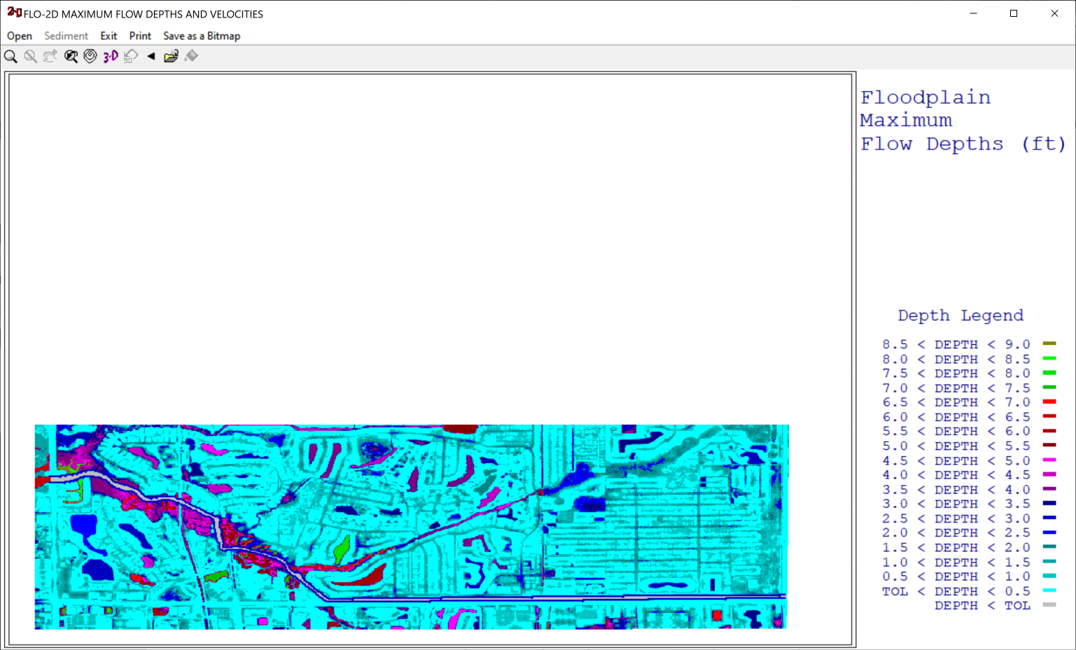 FLO-2D MAXIMUM FLOW DEPTHS AND VELOCITIES
Open Sediment Exit Print Save as a Bitmap
3-D
Floodplain
Maximum
Flow Depths (ft)
Depth Legend
8.5 < DEPTH < 9.0
8.0 < DEPTH < 8.5
7.5 < DEPTH < 8.0
7.0 < DEPTH < 7.5
6.5 < DEPTH < 7.0
6.0 < DEPTH < 6.5
5.5 < DEPTH < 6.0
5.0 < DEPTH < 5.5
4.5 < DEPTH < 5.0
4.0 < DEPTH < 4.5
3.5 < DEPTH < 4.0
3.0 < DEPTH < 3.5
2.5 < DEPTH < 3.0
2.0 < DEPTH < 2.5
1.5 < DEPTH < 2.0
1.0 < DEPTH < 1.5
0.5 < DEPTH < 1.0
TOL < DEPTH < 0.5
DEPTH < TOL